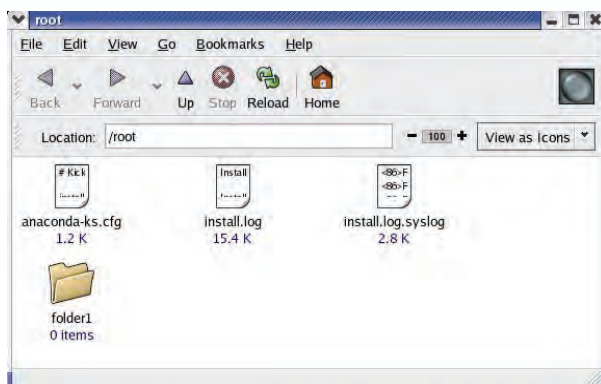 root
File Edit View Go Bookmarks Help
Back Forward Up Stop Reload Home
Location: /root - 100 + View as Icons
# Kick
Install
<86>F
<86>F
anaconda-ks.cfg
1.2 K
install.log
15.4 K
install.log.syslog
2.8 K
folder1
0 items